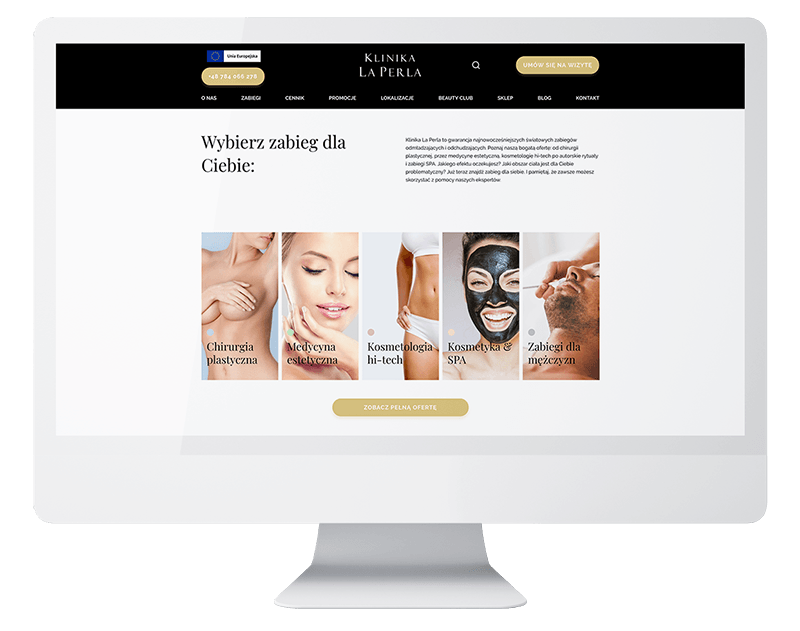 Unia Europejska
+48 784 066 276
KLINIKA
LA PERLA
UMÓW SIĘ NA WIZYTĘ
O NAS ZABIEGI CENNIK PROMOCJE LOKALIZACJE BEAUTY CLUB SKLEP BLOG KONTAKT
Wybierz zabieg dla
Ciebie:
Klinika La Perla to gwarancja najnowocześniejszych światowych zabiegów
odmładzających i odchudzających. Poznaj naszą bogatą ofertę: od chirurgii
plastycznej, przez medycynę estetyczną, kosmetologię hi-tech po autorskie rytuały
i zabiegi SPA. Jakiego efektu oczekujesz? Jaki obszar ciała jest dla Ciebie
problematyczny? Już teraz znajdź zabieg dla siebie. I pamiętaj, że zawsze możesz
skorzystać z pomocy naszych ekspertów
Chirurgia
plastyczna
Medycyna
estetyczna
Kosmetologia
hi-tech
Kosmetyka &
SPA
Zabiegi dla
mężczyzn
ZOBACZ PEŁNĄ OFERTĘ